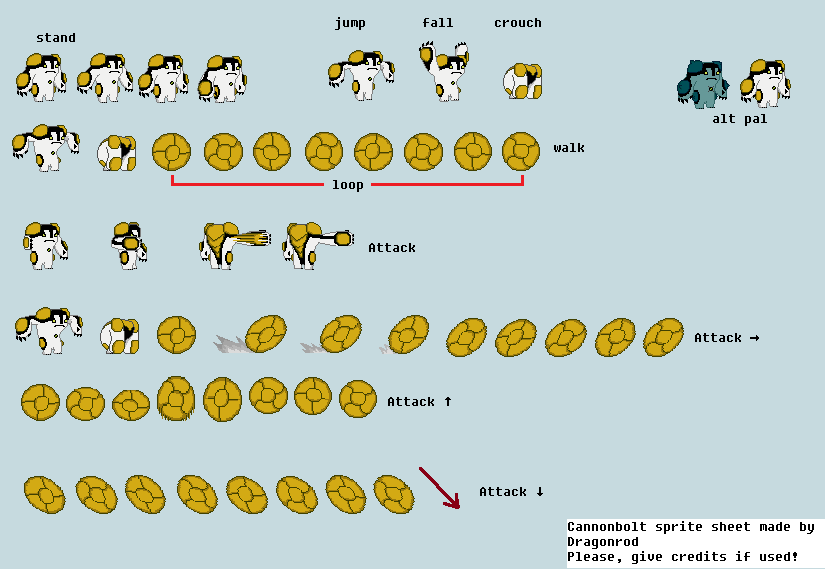 jump
fall
crouch
stand
alt pal
walk
loop
Attack
Attack →
Attack ↑
Attack ↓
Cannonbolt sprite sheet made by
Dragonrod
Please, give credits if used!